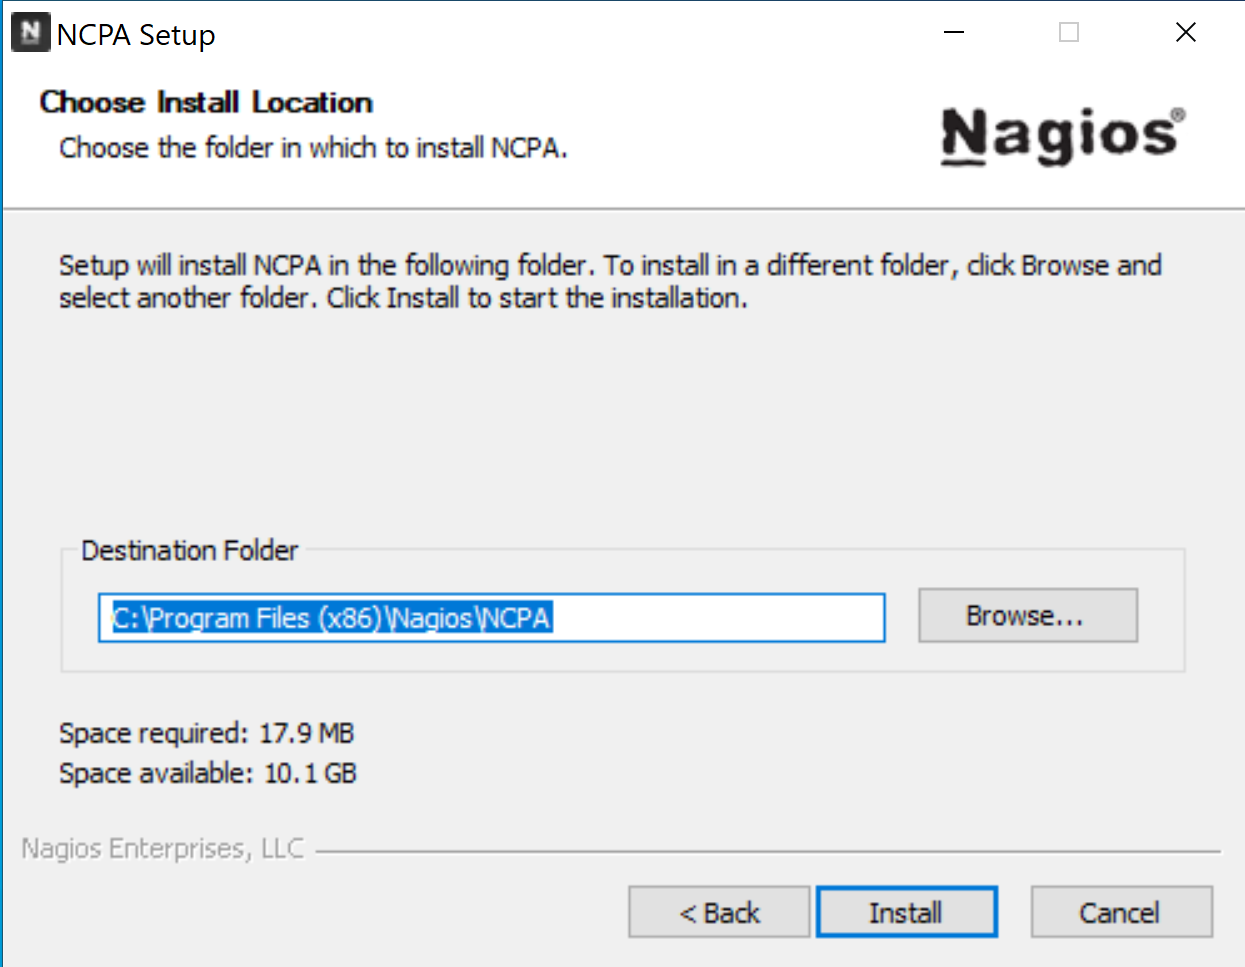 N NCPA Setup
Choose Install Location
Choose the folder in which to install NCPA.
Nagios®
Setup will install NCPA in the following folder. To install in a different folder, click Browse and
select another folder. Click Install to start the installation.
Destination Folder
C:\Program Files (x86)\Nagios\NCPA
Browse...
Space required: 17.9 MB
Space available: 10.1 GB
Nagios Enterprises, LLC
< Back
Install
Cancel